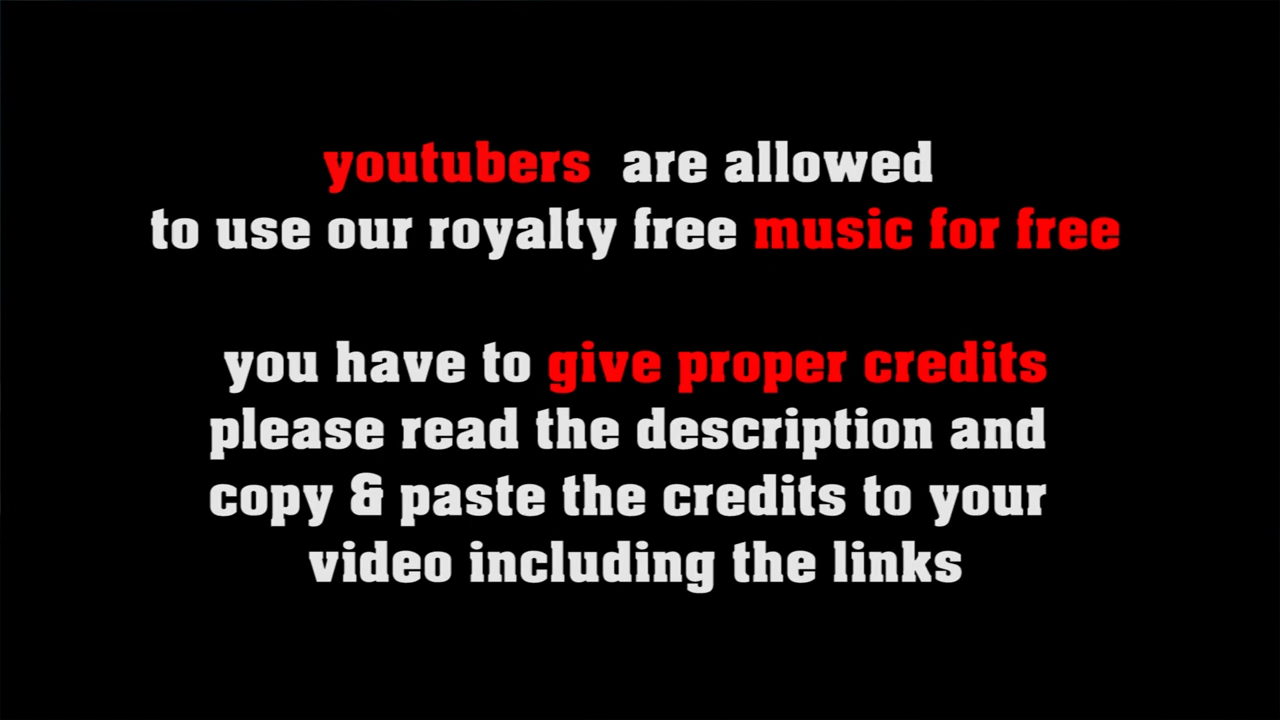 youtubers are allowed
to use our royalty free music for free
you have to give proper credits
please read the description and
copy & paste the credits to your
video including the links